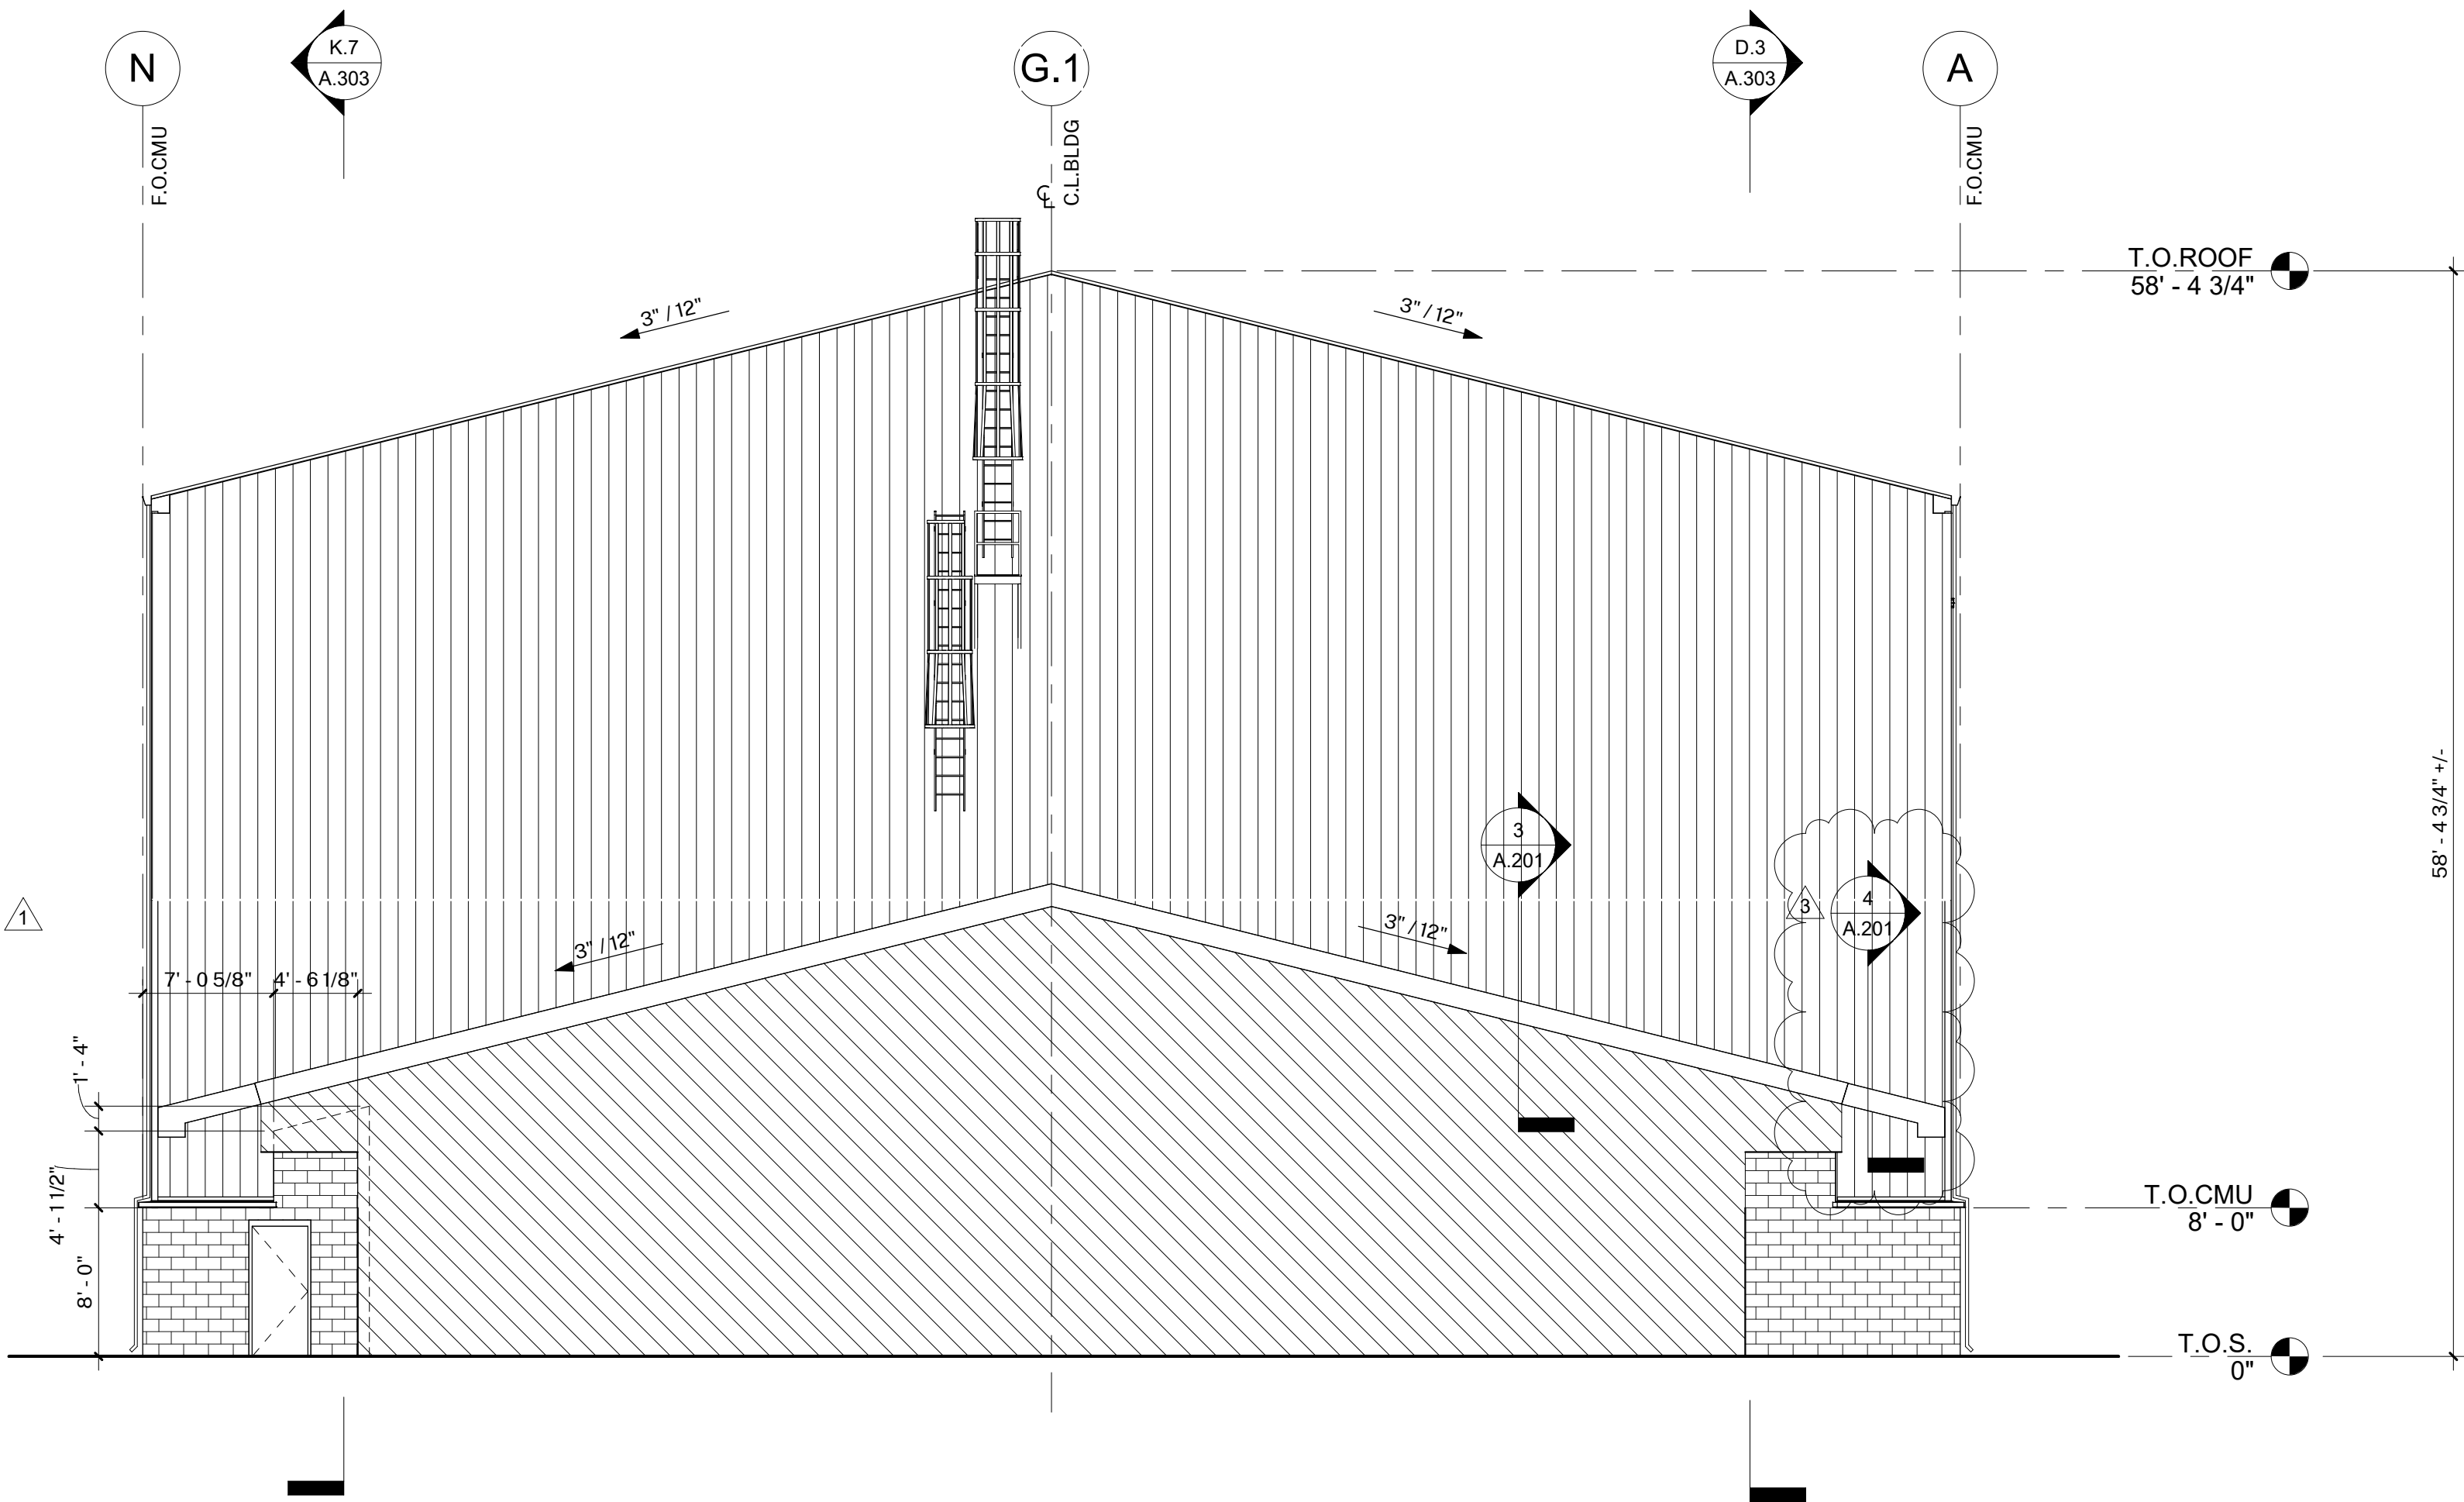 N
K.7
A.303
G.1
D.3
A.303
A
F.O.CMU
C.L.BLDG
F.O.CMU
T.O.ROOF
58' - 4 3/4"
3" / 12"
3" / 12"
58' - 4 3/4" +/-
3
A.201
1
3
4
A.201
3" / 12"
3" / 12"
7' - 0 5/8"
4' - 6 1/8"
1' - 4"
4' - 11 1/2"
8' - 0"
T.O.CMU
8' - 0"
T.O.S.
0"